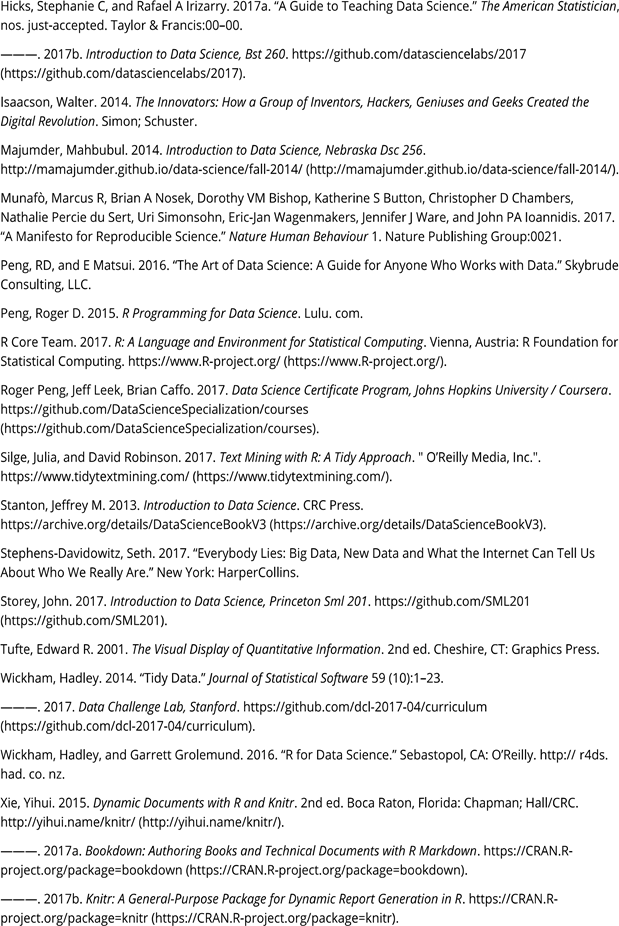 Hicks, Stephanie C, and Rafael A Irizarry. 2017a. “A Guide to Teaching Data Science.” The American Statistician,
nos. just-accepted. Taylor & Francis:00–00.
———. 2017b. Introduction to Data Science, Bst 260. https://github.com/datasciencelabs/2017
(https://github.com/datasciencelabs/2017).
Isaacson, Walter. 2014. The Innovators: How a Group of Inventors, Hackers, Geniuses and Geeks Created the
Digital Revolution. Simon; Schuster.
Majumder, Mahbubul. 2014. Introduction to Data Science, Nebraska Dsc 256.
http://mamajumder.github.io/data-science/fall-2014/ (http://mamajumder.github.io/data-science/fall-2014/).
Munafò, Marcus R, Brian A Nosek, Dorothy VM Bishop, Katherine S Button, Christopher D Chambers,
Nathalie Percie du Sert, Uri Simonsohn, Eric-Jan Wagenmakers, Jennifer J Ware, and John PA Ioannidis. 2017.
“A Manifesto for Reproducible Science.” Nature Human Behaviour 1. Nature Publishing Group:0021.
Peng, RD, and E Matsui. 2016. “The Art of Data Science: A Guide for Anyone Who Works with Data.” Skybrude
Consulting, LLC.
Peng, Roger D. 2015. R Programming for Data Science. Lulu. com.
R Core Team. 2017. R: A Language and Environment for Statistical Computing. Vienna, Austria: R Foundation for
Statistical Computing. https://www.R-project.org/ (https://www.R-project.org/).
Roger Peng, Jeff Leek, Brian Caffo. 2017. Data Science Certificate Program, Johns Hopkins University / Coursera.
https://github.com/DataScienceSpecialization/courses
(https://github.com/DataScienceSpecialization/courses).
Silge, Julia, and David Robinson. 2017. Text Mining with R: A Tidy Approach. " O’Reilly Media, Inc.".
https://www.tidytextmining.com/ (https://www.tidytextmining.com/).
Stanton, Jeffrey M. 2013. Introduction to Data Science. CRC Press.
https://archive.org/details/DataScienceBookV3 (https://archive.org/details/DataScienceBookV3).
Stephens-Davidowitz, Seth. 2017. “Everybody Lies: Big Data, New Data and What the Internet Can Tell Us
About Who We Really Are.” New York: HarperCollins.
Storey, John. 2017. Introduction to Data Science, Princeton Sml 201. https://github.com/SML201
(https://github.com/SML201).
Tufte, Edward R. 2001. The Visual Display of Quantitative Information. 2nd ed. Cheshire, CT: Graphics Press.
Wickham, Hadley. 2014. “Tidy Data.” Journal of Statistical Software 59 (10):1–23.
———. 2017. Data Challenge Lab, Stanford. https://github.com/dcl-2017-04/curriculum
(https://github.com/dcl-2017-04/curriculum).
Wickham, Hadley, and Garrett Grolemund. 2016. “R for Data Science.” Sebastopol, CA: O’Reilly. http:// r4ds.
had. co. nz.
Xie, Yihui. 2015. Dynamic Documents with R and Knitr. 2nd ed. Boca Raton, Florida: Chapman; Hall/CRC.
http://yihui.name/knitr/ (http://yihui.name/knitr/).
———. 2017a. Bookdown: Authoring Books and Technical Documents with R Markdown. https://CRAN.R-
project.org/package=bookdown (https://CRAN.R-project.org/package=bookdown).
———. 2017b. Knitr: A General-Purpose Package for Dynamic Report Generation in R. https://CRAN.R-
project.org/package=knitr (https://CRAN.R-project.org/package=knitr).